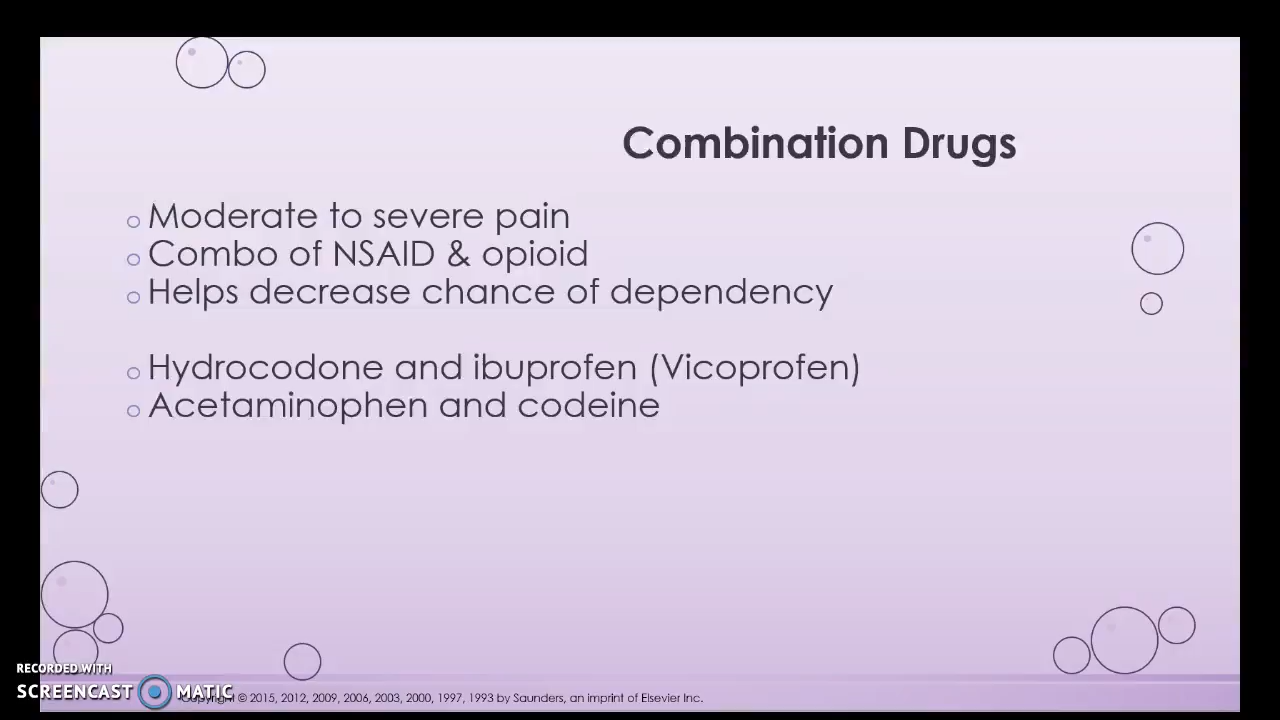 Combination Drugs
Moderate to severe pain
Combo of NSAID & opioid
Helps decrease chance of dependency
Hydrocodone and ibuprofen (Vicoprofen)
Acetaminophen and codeine
RECORDED WITH
SCREENCAST MATIC
Copyright © 2015, 2012, 2009, 2006, 2003, 2000, 1997, 1993 by Saunders, an imprint of Elsevier Inc.